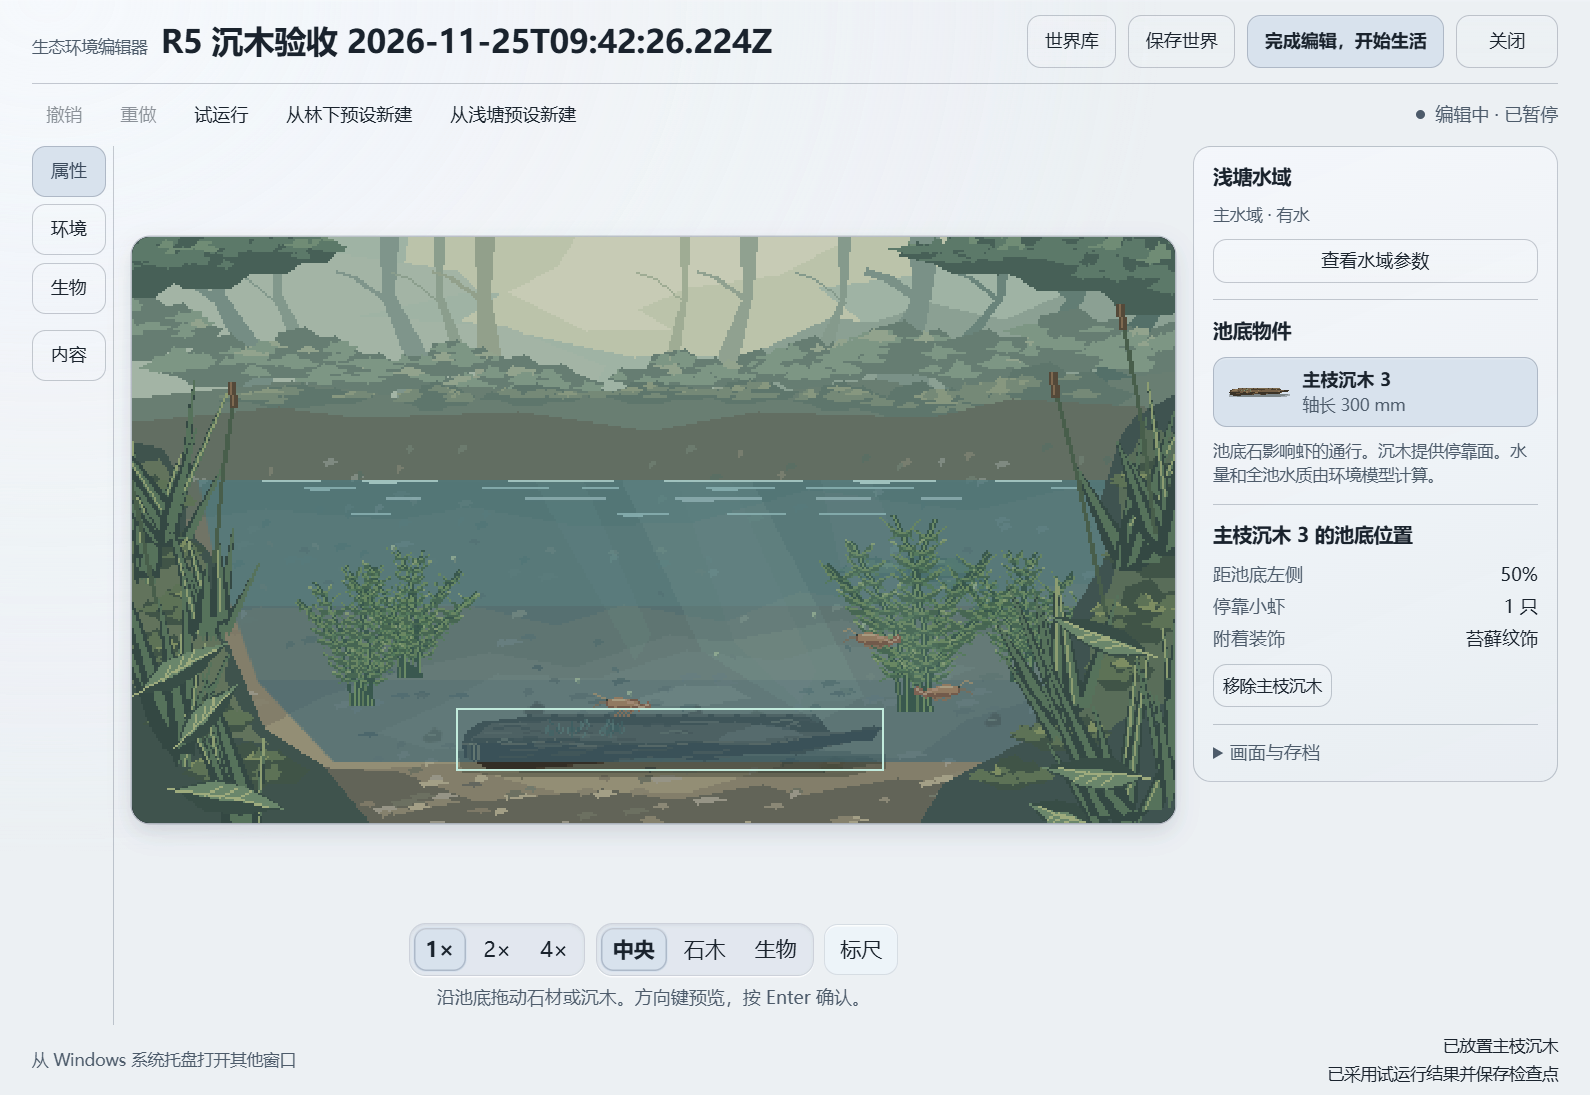 生态环境编辑器 R5 沉木验收 2026-11-25T09:42:26.224Z
世界库 保存世界 完成编辑，开始生活 关闭
撤销 重做 试运行 从林下预设新建 从浅塘预设新建
编辑中 · 已暂停
属性
环境
生物
内容
浅塘水域
主水域 · 有水
查看水域参数
池底物件
主枝沉木 3
轴长 300 mm
池底石影响虾的通行。沉木提供停靠面。水
量和全池水质由环境模型计算。
主枝沉木 3 的池底位置
距池底左侧 50%
停靠小虾 1 只
附着装饰 苔藓纹饰
移除主枝沉木
画面与存档
1× 2× 4× 中央 石木 生物 标尺
沿池底拖动石材或沉木。方向键预览，按 Enter 确认。
从 Windows 系统托盘打开其他窗口
已放置主枝沉木
已采用试运行结果并保存检查点